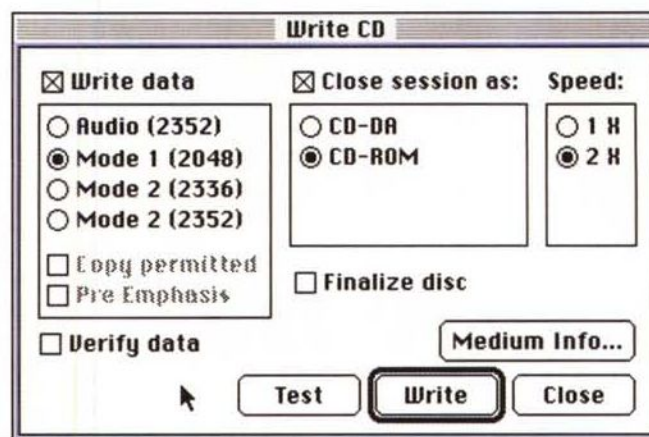 Write CD
Write data
Close session as:
Speed:
Audio (2352)
Mode 1 (2048)
Mode 2 (2336)
Mode 2 (2352)
Copy permitted
Pre Emphasis
CD-DA
CD-ROM
1 X
2 X
Finalize disc
Verify data
Medium Info...
Test
Write
Close